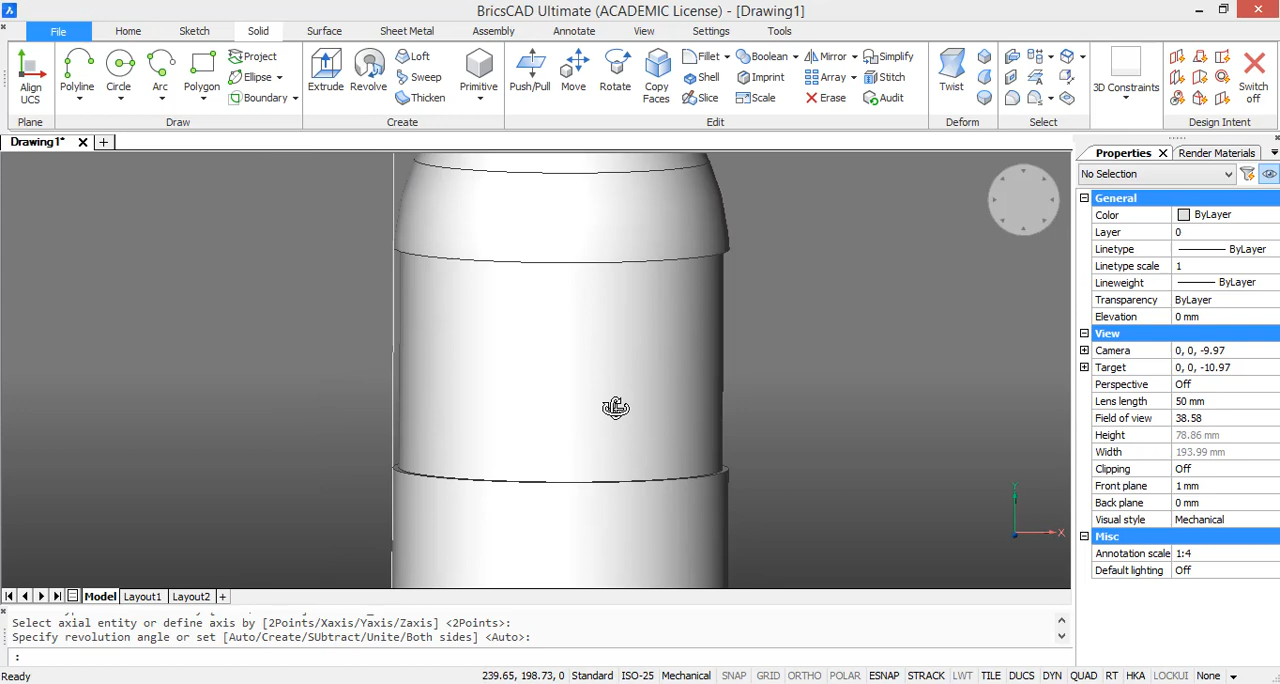 BricsCAD Ultimate (ACADEMIC License) - [Drawing1]
File Home Sketch Solid Surface Sheet Metal Assembly Annotate View Settings Tools
Align UCS
Polyline
Circle
Arc
Polygon
Project
Ellipse
Boundary
Extrude
Revolve
Loft
Sweep
Thicken
Primitive
Push/Pull
Move
Rotate
Copy Faces
Fillet
Shell
Slice
Boolean
Imprint
Scale
Mirror
Array
Erase
Simplify
Stitch
Audit
Twist
3D Constraints
Switch off
Plane Draw Create Edit Deform Select Design Intent
Drawing1*
Properties
Render Materials
No Selection
General
Color ByLayer
Layer 0
Linetype ByLayer
Linetype scale 1
Lineweight ByLayer
Transparency ByLayer
Elevation 0 mm
View
Camera 0, 0, -9.97
Target 0, 0, -10.97
Perspective Off
Lens length 50 mm
Field of view 38.58
Height 78.86 mm
Width 193.99 mm
Clipping Off
Front plane 1 mm
Back plane 0 mm
Visual style Mechanical
Misc
Annotation scale 1:4
Default lighting Off
Y
X
Model Layout1 Layout2
Select axial entity or define axis by [2Points/Xaxis/Yaxis/Zaxis] <2Points>:
Specify revolution angle or set [Auto/Create/SUbtract/Unite/Both sides] <Auto>:
:
Ready 239.65, 198.73, 0 Standard ISO-25 Mechanical SNAP GRID ORTHO POLAR ESNAP STRACK LWT TILE DUCS DYN QUAD RT HKA LOCKUI None